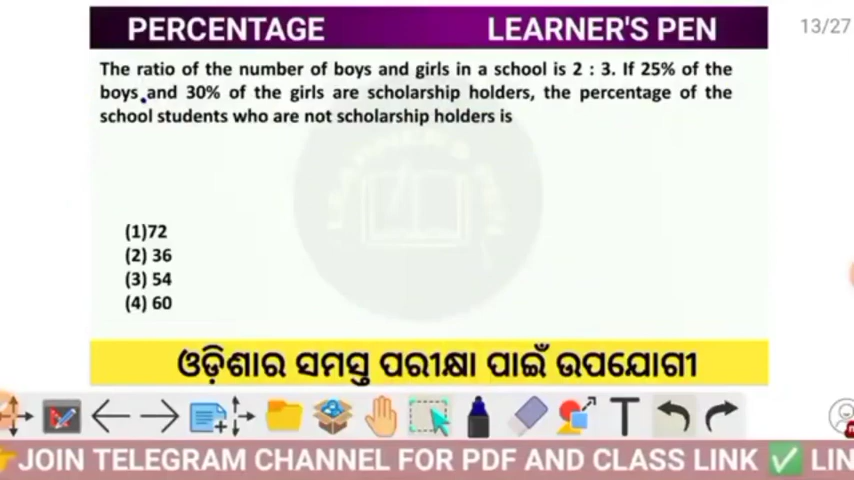 PERCENTAGE LEARNER'S PEN
13/27
The ratio of the number of boys and girls in a school is 2 : 3. If 25% of the
boys and 30% of the girls are scholarship holders, the percentage of the
school students who are not scholarship holders is
(1)72
(2) 36
(3) 54
(4) 60
ଓଡ଼ିଶାର ସମସ୍ତ ପରୀକ୍ଷା ପାଇଁ ଉପଯୋଗୀ
👉JOIN TELEGRAM CHANNEL FOR PDF AND CLASS LINK ✅ LIN